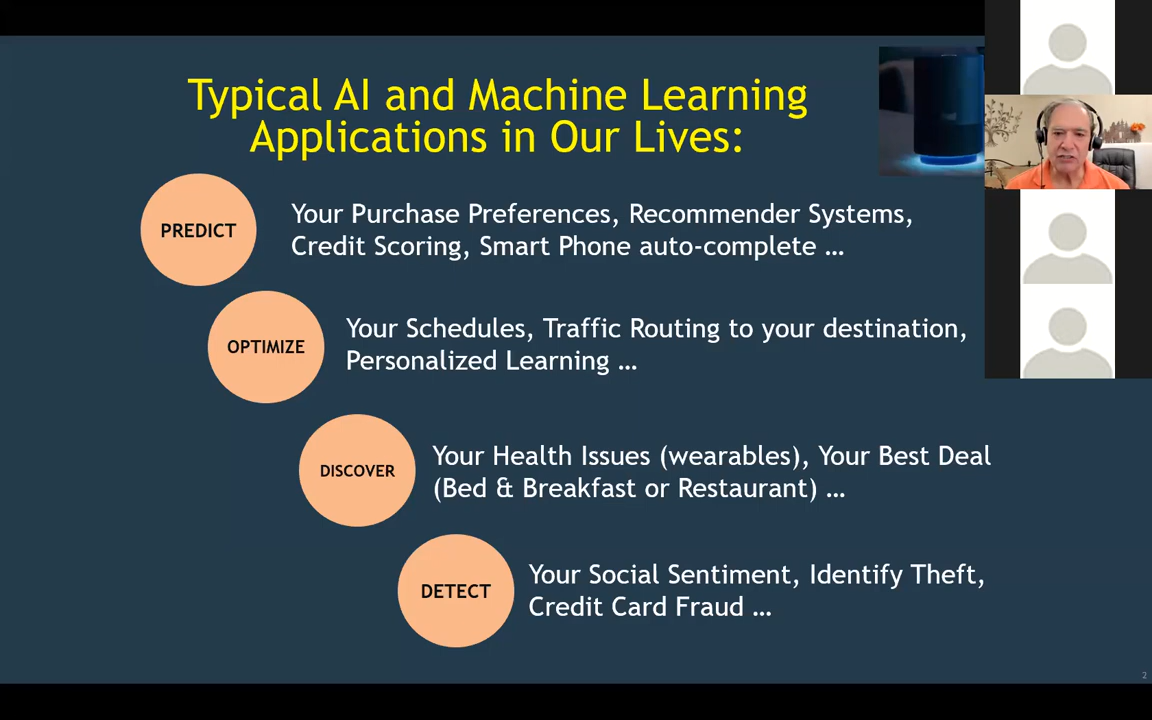 Typical AI and Machine Learning
Applications in Our Lives:
PREDICT
Your Purchase Preferences, Recommender Systems,
Credit Scoring, Smart Phone auto-complete …
OPTIMIZE
Your Schedules, Traffic Routing to your destination,
Personalized Learning …
DISCOVER
Your Health Issues (wearables), Your Best Deal
(Bed & Breakfast or Restaurant) …
DETECT
Your Social Sentiment, Identify Theft,
Credit Card Fraud …
2